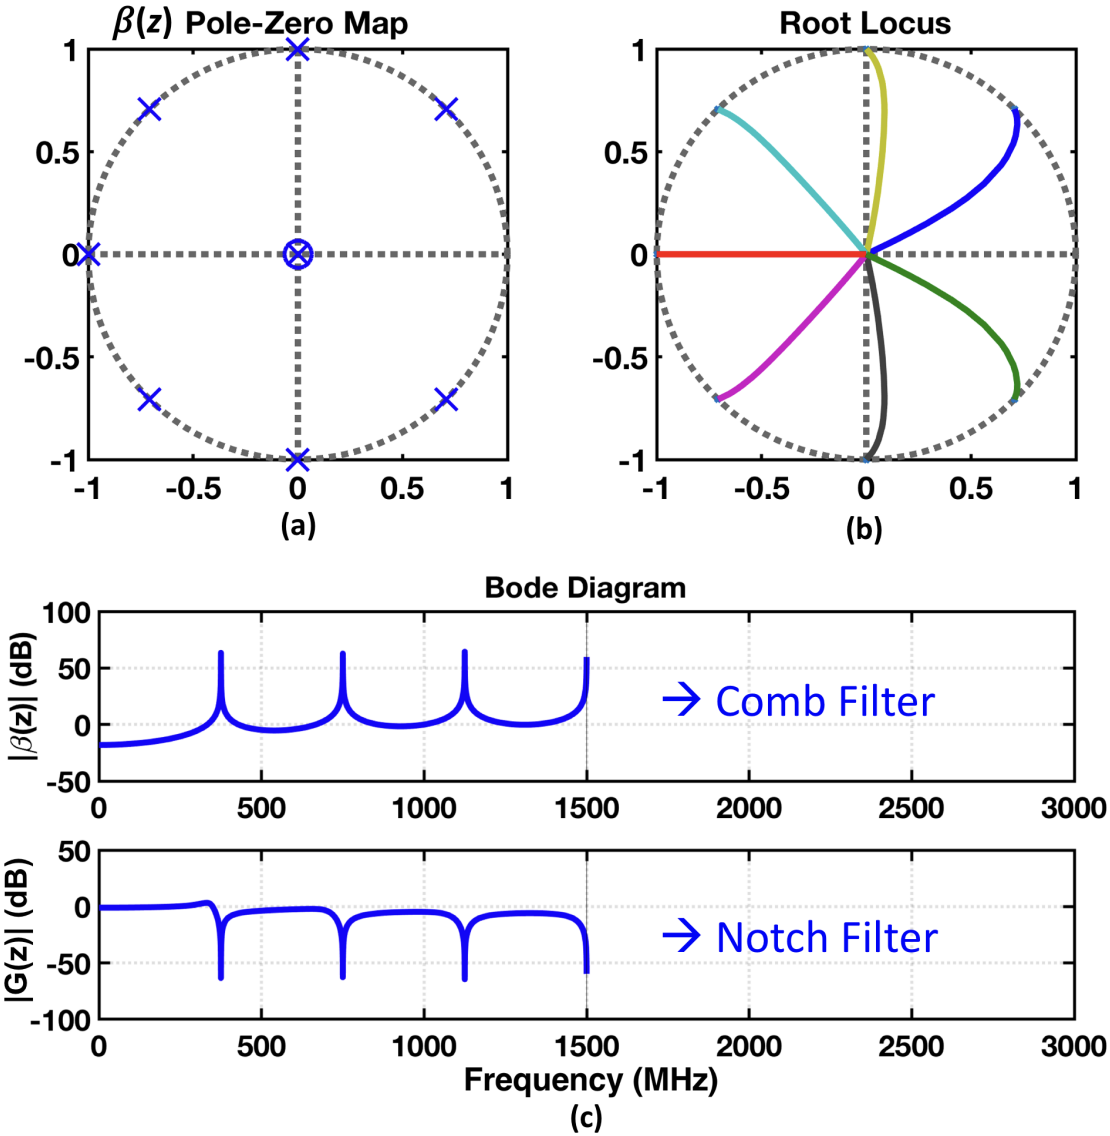 β(z) Pole-Zero Map
1
0.5
0
-0.5
-1
-1 -0.5 0 0.5 1
(a)
Root Locus
1
0.5
0
-0.5
-1
-1 -0.5 0 0.5 1
(b)
Bode Diagram
|β(z)| (dB)
100
50
0
-50
0 500 1000 1500 2000 2500 3000
→ Comb Filter
|G(z)| (dB)
50
0
-50
-100
0 500 1000 1500 2000 2500 3000
→ Notch Filter
Frequency (MHz)
(c)